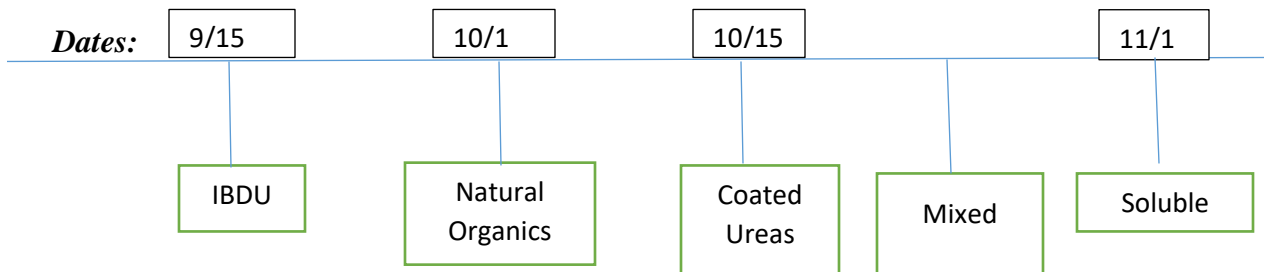 Dates: 9/15 10/1 10/15 11/1
IBDU
Natural
Organics
Coated
Ureas
Mixed
Soluble